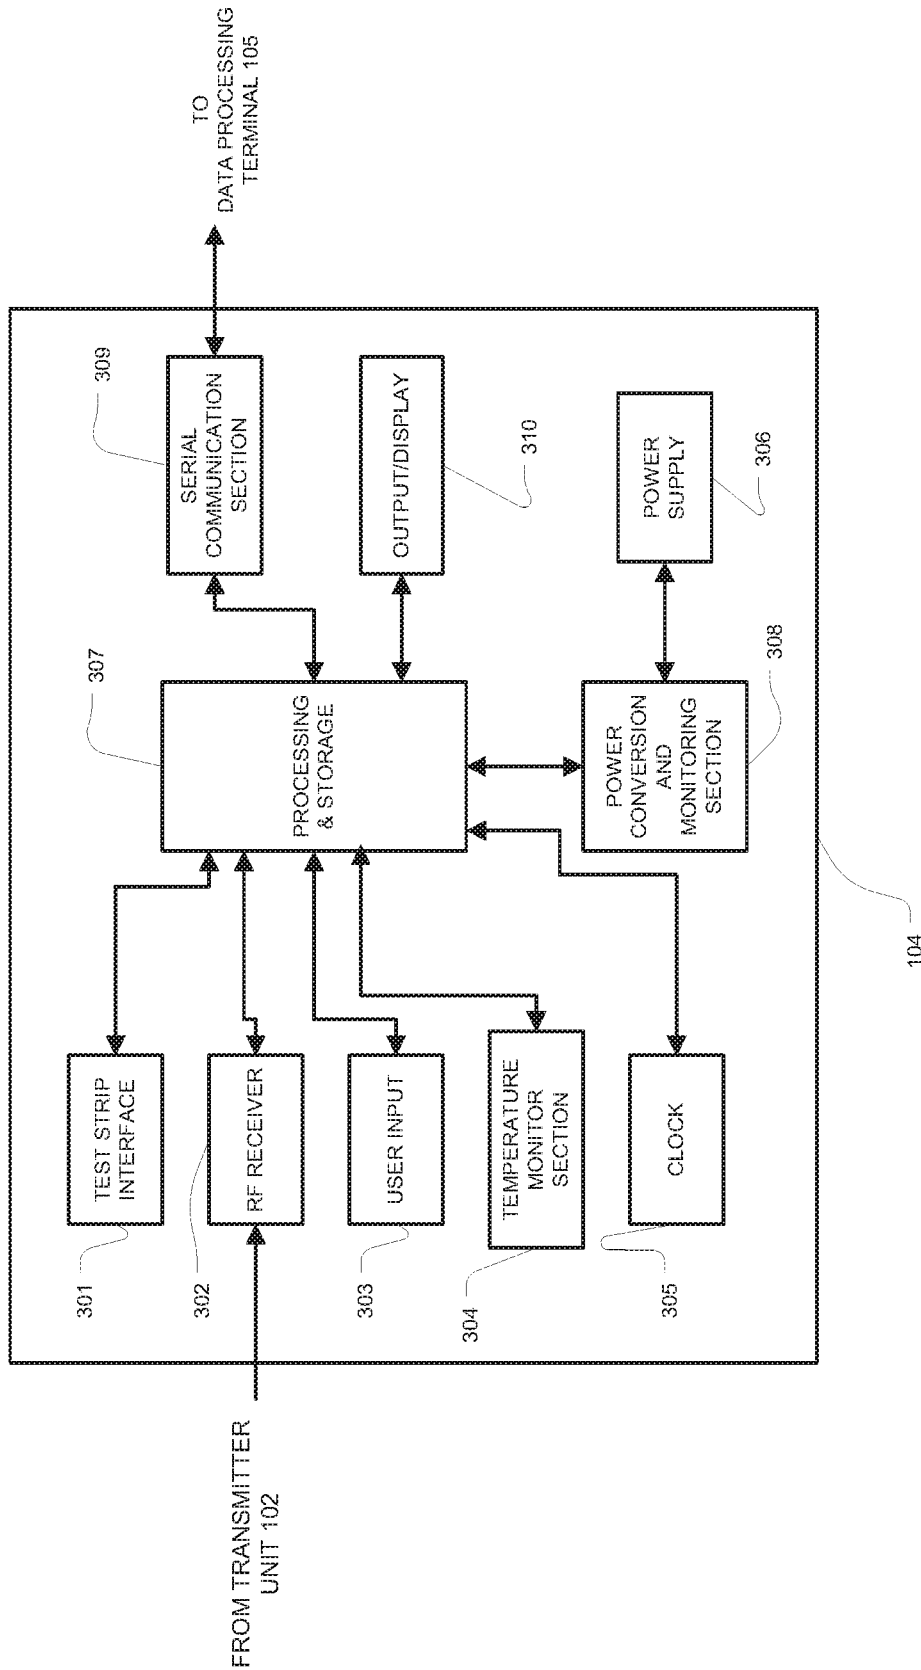 FROM TRANSMITTER
UNIT 102
301
TEST STRIP
INTERFACE
302
RF RECEIVER
303
USER INPUT
304
TEMPERATURE
MONITOR
SECTION
305
CLOCK
307
PROCESSING
& STORAGE
POWER
CONVERSION
AND
MONITORING
SECTION
308
309
SERIAL
COMMUNICATION
SECTION
OUTPUT/DISPLAY
310
POWER
SUPPLY
306
TO
DATA PROCESSING
TERMINAL 105
104